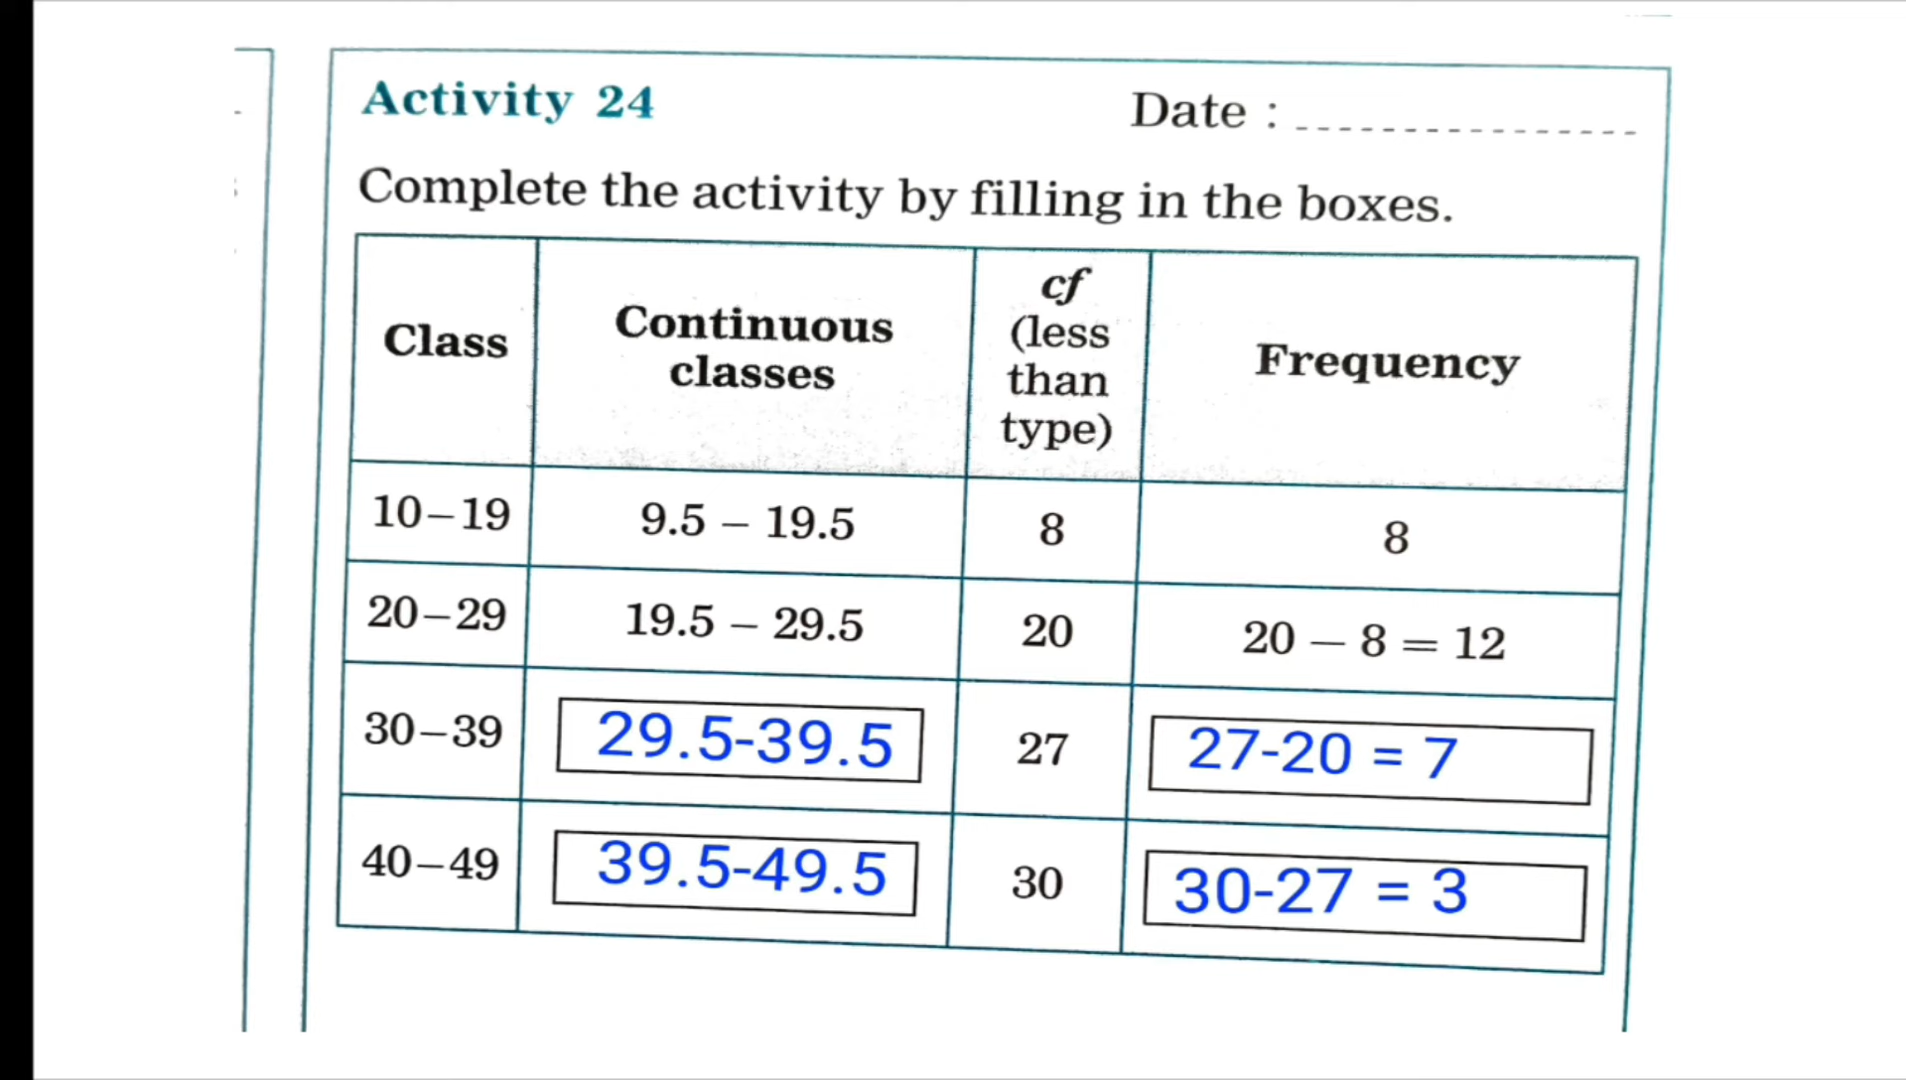 Activity 24
Date :
Complete the activity by filling in the boxes.
Class
Continuous
classes
cf
(less
than
type)
Frequency
10–19 9.5 – 19.5 8 8
20–29 19.5 – 29.5 20 20 – 8 = 12
30–39 29.5-39.5 27 27-20 = 7
40–49 39.5-49.5 30 30-27 = 3